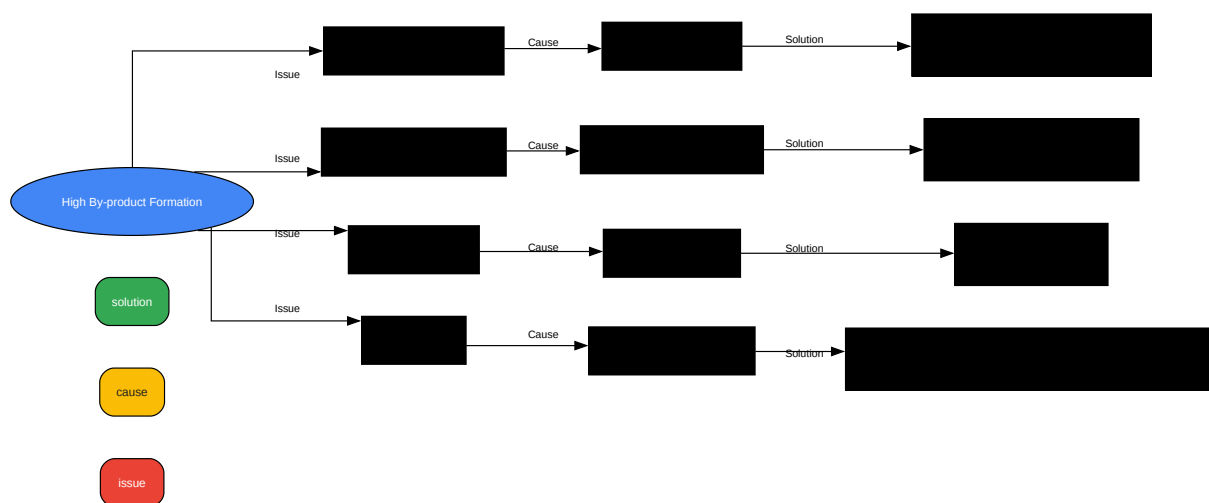 Cause
Solution
Issue
Issue
Cause
Solution
High By-product Formation
Issue
Cause
Solution
solution
Issue
Cause
Solution
cause
issue